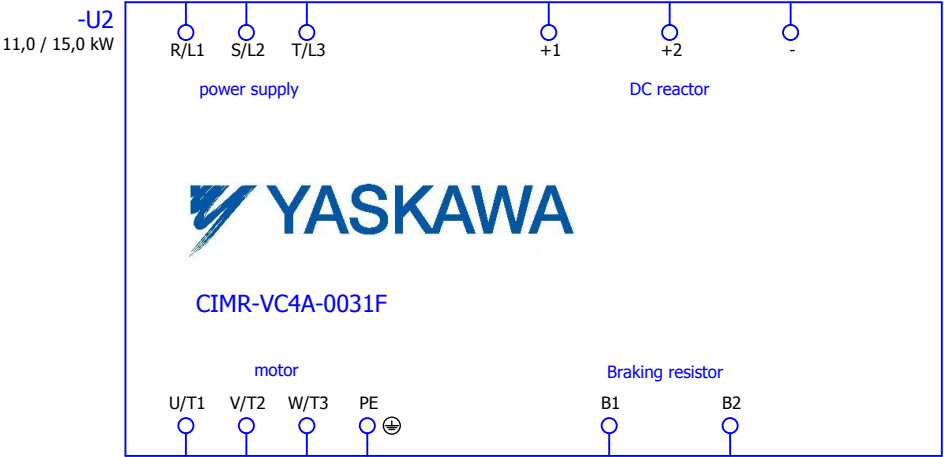 -U2
11,0 / 15,0 kW
R/L1 S/L2 T/L3 +1 +2 -
power supply DC reactor
YASKAWA
CIMR-VC4A-0031F
motor Braking resistor
U/T1 V/T2 W/T3 PE B1 B2